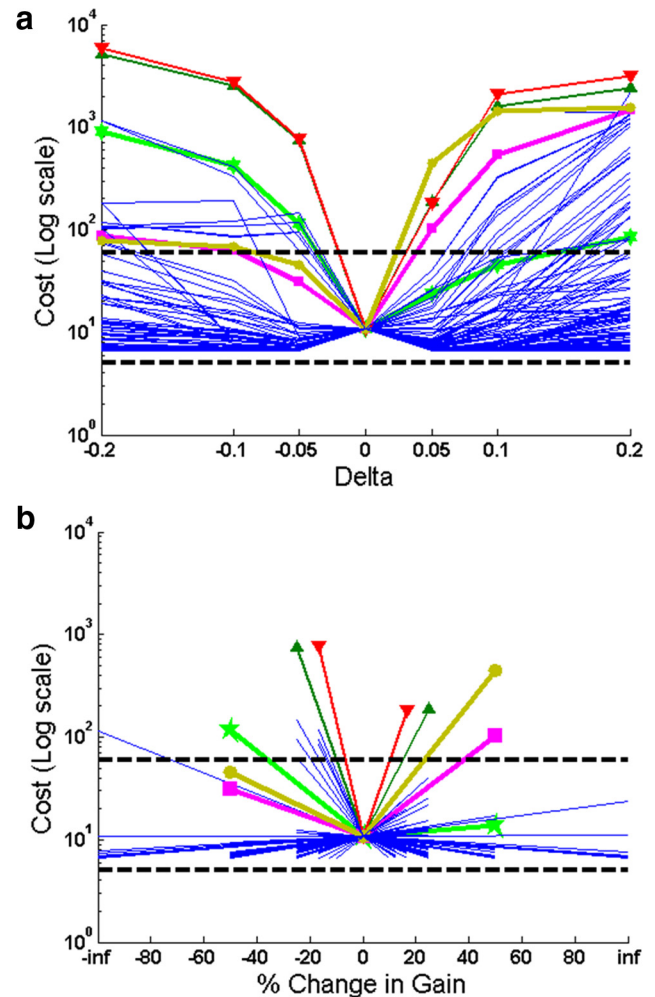 a
10^4
10^3
10^2
10^1
10^0
Cost (Log scale)
-0.2 -0.1 -0.05 0 0.05 0.1 0.2
Delta
b
10^4
10^3
10^2
10^1
10^0
Cost (Log scale)
-inf -80 -60 -40 -20 0 20 40 60 80 inf
% Change in Gain